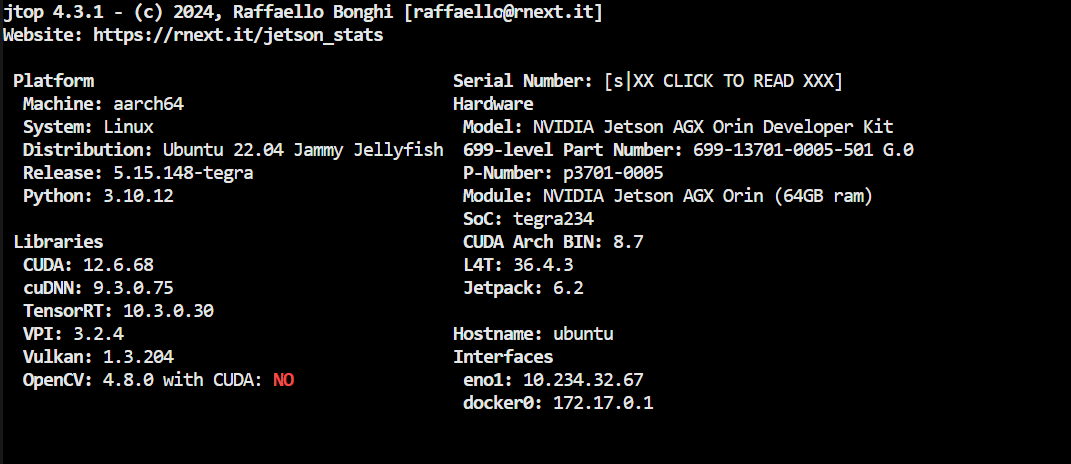 jtop 4.3.1 - (c) 2024, Raffaello Bonghi [raffaello@rnext.it]
Website: https://rnext.it/jetson_stats
Platform
Machine: aarch64
System: Linux
Distribution: Ubuntu 22.04 Jammy Jellyfish
Release: 5.15.148-tegra
Python: 3.10.12
Libraries
CUDA: 12.6.68
cuDNN: 9.3.0.75
TensorRT: 10.3.0.30
VPI: 3.2.4
Vulkan: 1.3.204
OpenCV: 4.8.0 with CUDA: NO
Serial Number: [s|XX CLICK TO READ XXX]
Hardware
Model: NVIDIA Jetson AGX Orin Developer Kit
699-level Part Number: 699-13701-0005-501 G.0
P-Number: p3701-0005
Module: NVIDIA Jetson AGX Orin (64GB ram)
SoC: tegra234
CUDA Arch BIN: 8.7
L4T: 36.4.3
Jetpack: 6.2
Hostname: ubuntu
Interfaces
eno1: 10.234.32.67
docker0: 172.17.0.1